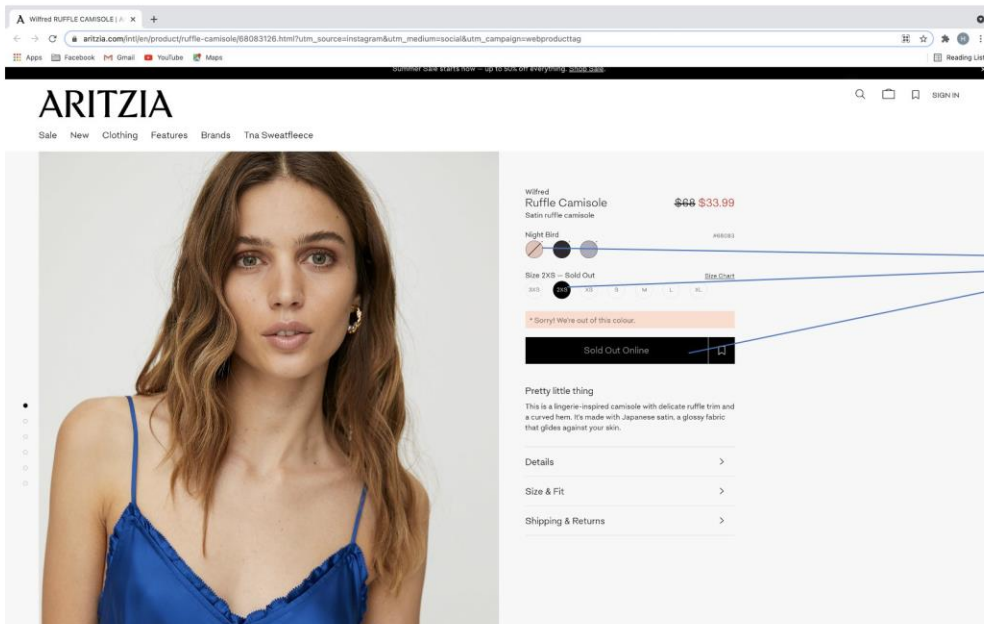 Wilfred RUFFLE CAMISOLE | A
aritzia.com/intl/en/product/ruffle-camisole/68083126.html?utm_source=instagram&utm_medium=social&utm_campaign=webproducttag
Apps Facebook Gmail YouTube Maps Reading List
Summer Sale starts now — up to 50% off everything. Shop Sale.
ARITZIA
SIGN IN
Sale New Clothing Features Brands Tna Sweatfleece
Wilfred
Ruffle Camisole $68 $33.99
Satin ruffle camisole
Night Bird #68083
Size 2XS — Sold Out Size Chart
3XS 2XS XS S M L XL
* Sorry! We're out of this colour.
Sold Out Online
Pretty little thing
This is a lingerie-inspired camisole with delicate ruffle trim and
a curved hem. It's made with Japanese satin, a glossy fabric
that glides against your skin.
Details
Size & Fit
Shipping & Returns